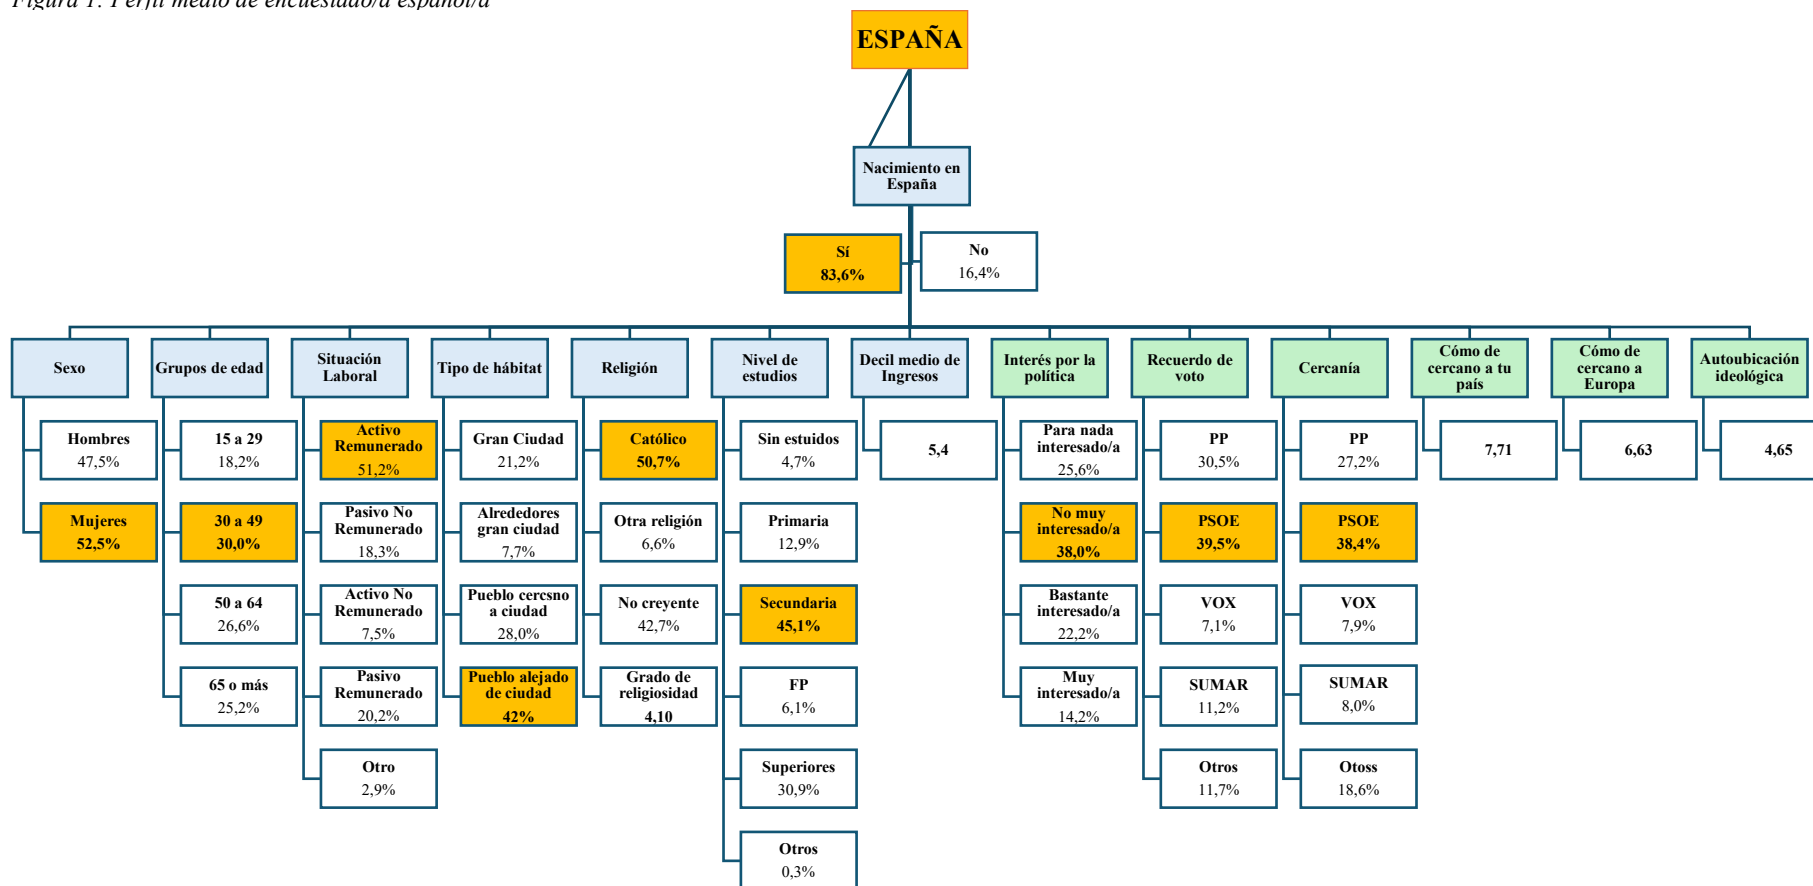 Figura 1: Perfil medio de encuestado/a español/a
ESPAÑA
Nacimiento en
España
Sí
83,6%
No
16,4%
Sexo
Hombres
47,5%
Mujeres
52,5%
Grupos de edad
15 a 29
18,2%
30 a 49
30,0%
50 a 64
26,6%
65 o más
25,2%
Situación
Laboral
Activo
Remunerado
51,2%
Pasivo No
Remunerado
18,3%
Activo No
Remunerado
7,5%
Pasivo
Remunerado
20,2%
Otro
2,9%
Tipo de hábitat
Gran Ciudad
21,2%
Alrededores
gran ciudad
7,7%
Pueblo cercsno
a ciudad
28,0%
Pueblo alejado
de ciudad
42%
Religión
Católico
50,7%
Otra religión
6,6%
No creyente
42,7%
Grado de
religiosidad
4,10
Nivel de
estudios
Sin estuidos
4,7%
Primaria
12,9%
Secundaria
45,1%
FP
6,1%
Superiores
30,9%
Otros
0,3%
Decil medio de
Ingresos
5,4
Interés por la
política
Para nada
interesado/a
25,6%
No muy
interesado/a
38,0%
Bastante
interesado/a
22,2%
Muy
interesado/a
14,2%
Recuerdo de
voto
PP
30,5%
PSOE
39,5%
VOX
7,1%
SUMAR
11,2%
Otros
11,7%
Cercanía
PP
27,2%
PSOE
38,4%
VOX
7,9%
SUMAR
8,0%
Otoss
18,6%
Cómo de
cercano a tu
país
7,71
Cómo de
cercano a
Europa
6,63
Autoubicación
ideológica
4,65